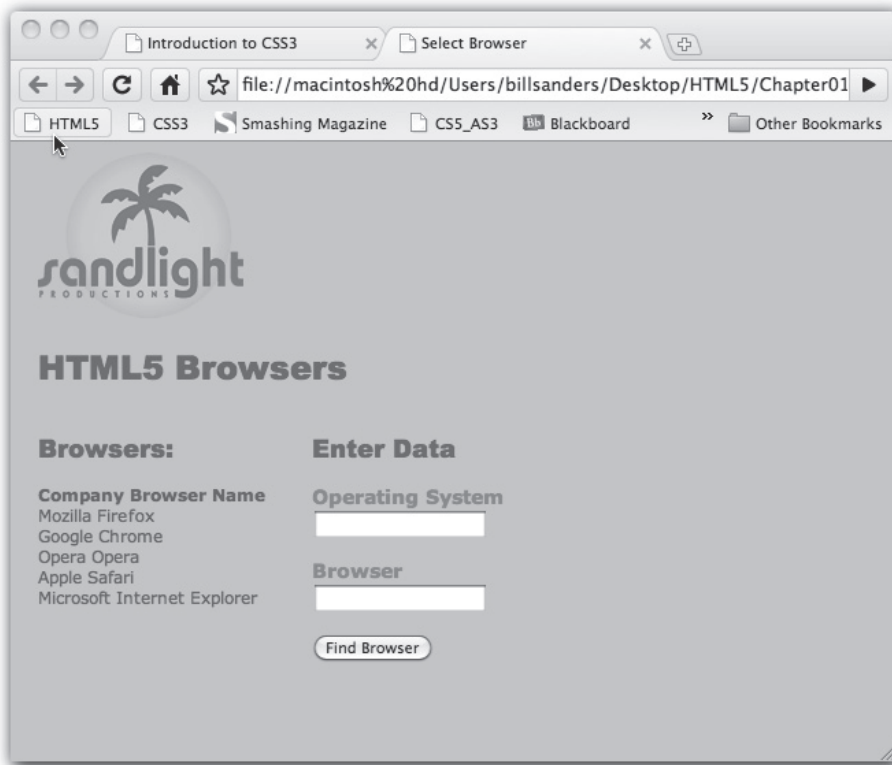 Introduction to CSS3
Select Browser
file://macintosh%20hd/Users/billsanders/Desktop/HTML5/Chapter01
HTML5 CSS3 Smashing Magazine CS5_AS3 Bb Blackboard » Other Bookmarks
sandlight
PRODUCTIONS
HTML5 Browsers
Browsers:
Company Browser Name
Mozilla Firefox
Google Chrome
Opera Opera
Apple Safari
Microsoft Internet Explorer
Enter Data
Operating System
Browser
Find Browser